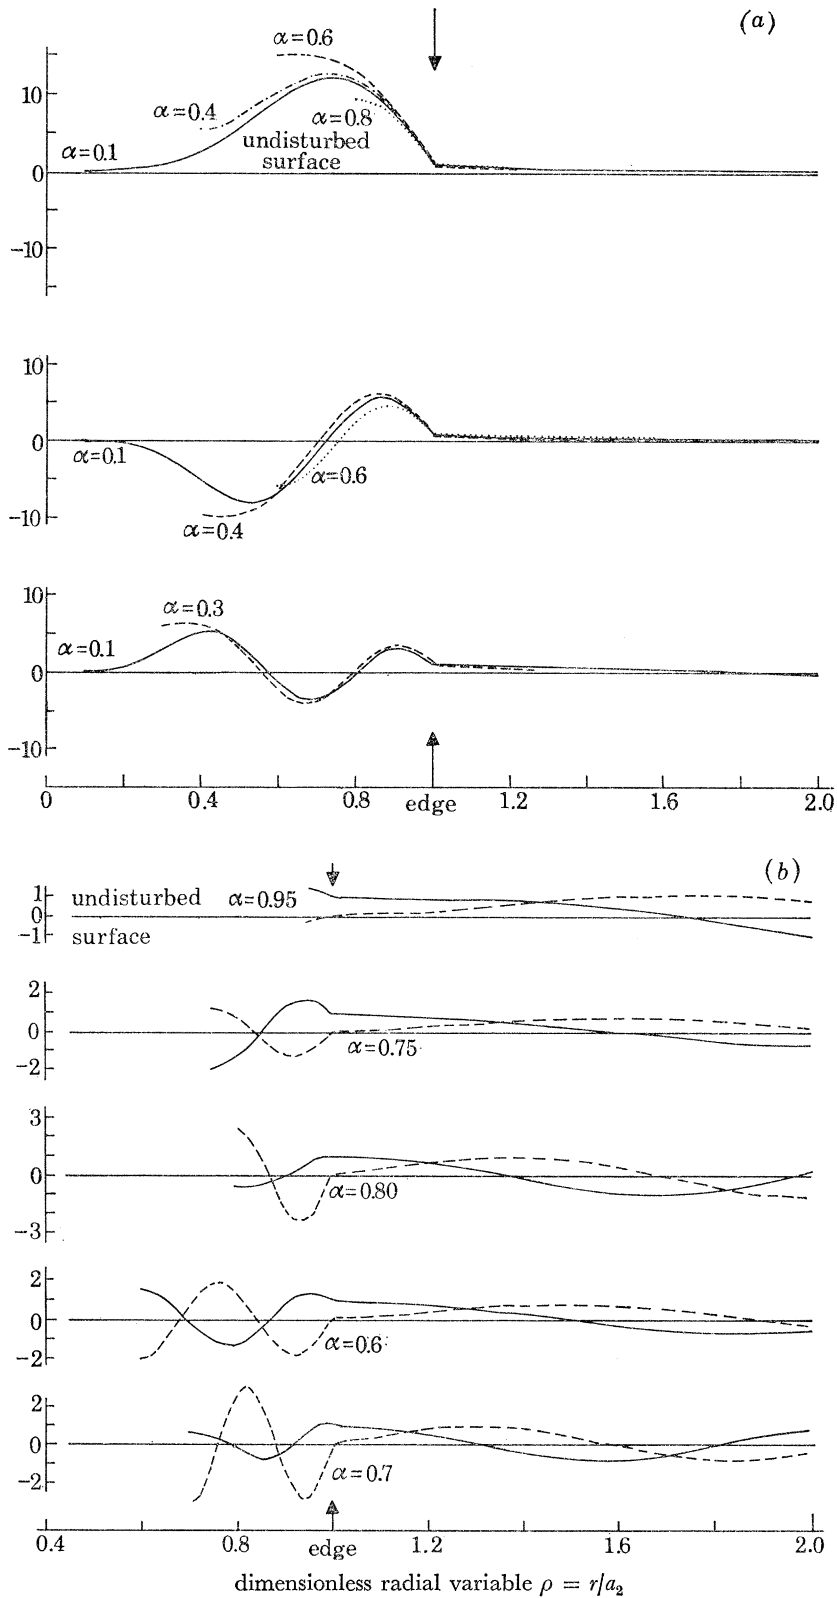 (a)
α=0.6
10
α=0.4
α=0.8
undisturbed
surface
α=0.1
0
−10
10
0
α=0.1
α=0.6
−10
α=0.4
10
α=0.3
α=0.1
0
−10
0
0.4
0.8
edge
1.2
1.6
2.0
(b)
1
undisturbed
α=0.95
0
−1
surface
2
0
α=0.75
−2
3
0
α=0.80
−3
2
0
α=0.6
−2
2
0
α=0.7
−2
0.4
0.8
edge
1.2
1.6
2.0
dimensionless radial variable ρ = r/a₂